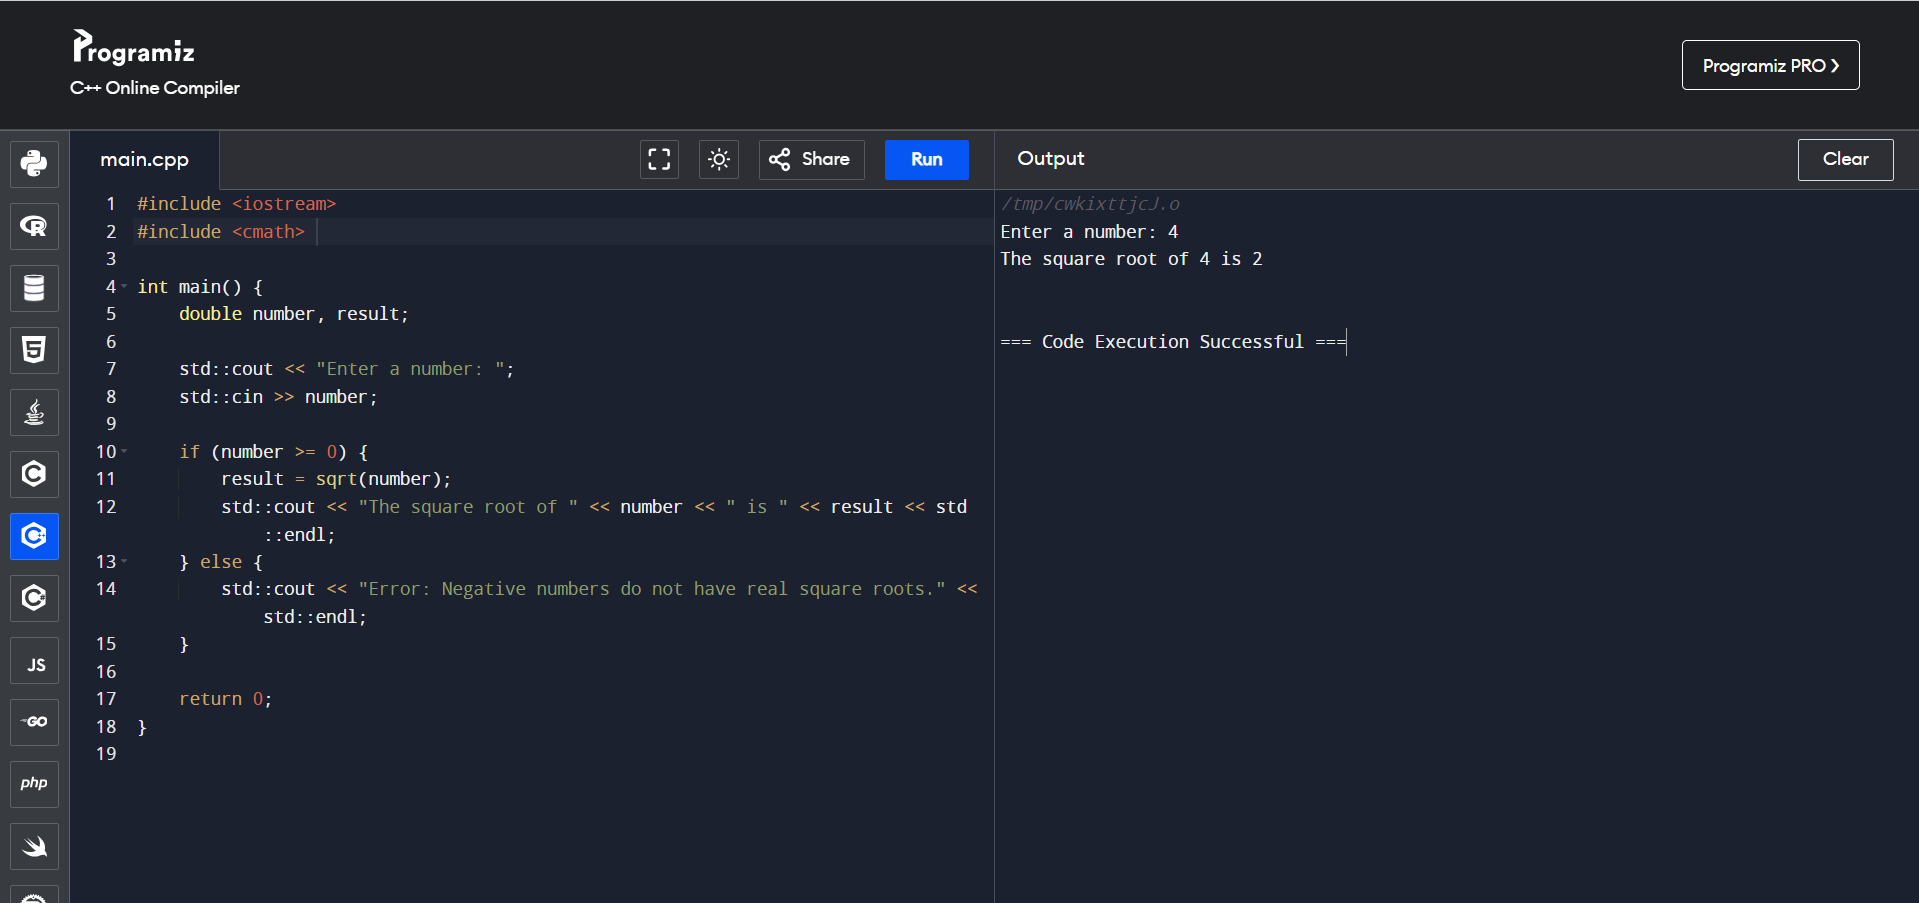 Programiz
C++ Online Compiler
Programiz PRO ❯
main.cpp
Share
Run
Output
Clear
1 #include <iostream>
2 #include <cmath>
3
4 int main() {
5     double number, result;
6
7     std::cout << "Enter a number: ";
8     std::cin >> number;
9
10     if (number >= 0) {
11         result = sqrt(number);
12         std::cout << "The square root of " << number << " is " << result << std
::endl;
13     } else {
14         std::cout << "Error: Negative numbers do not have real square roots." <<
std::endl;
15     }
16
17     return 0;
18 }
19
/tmp/cwkixttjcJ.o
Enter a number: 4
The square root of 4 is 2
=== Code Execution Successful ===
R
5
C
C++
C#
JS
GO
php